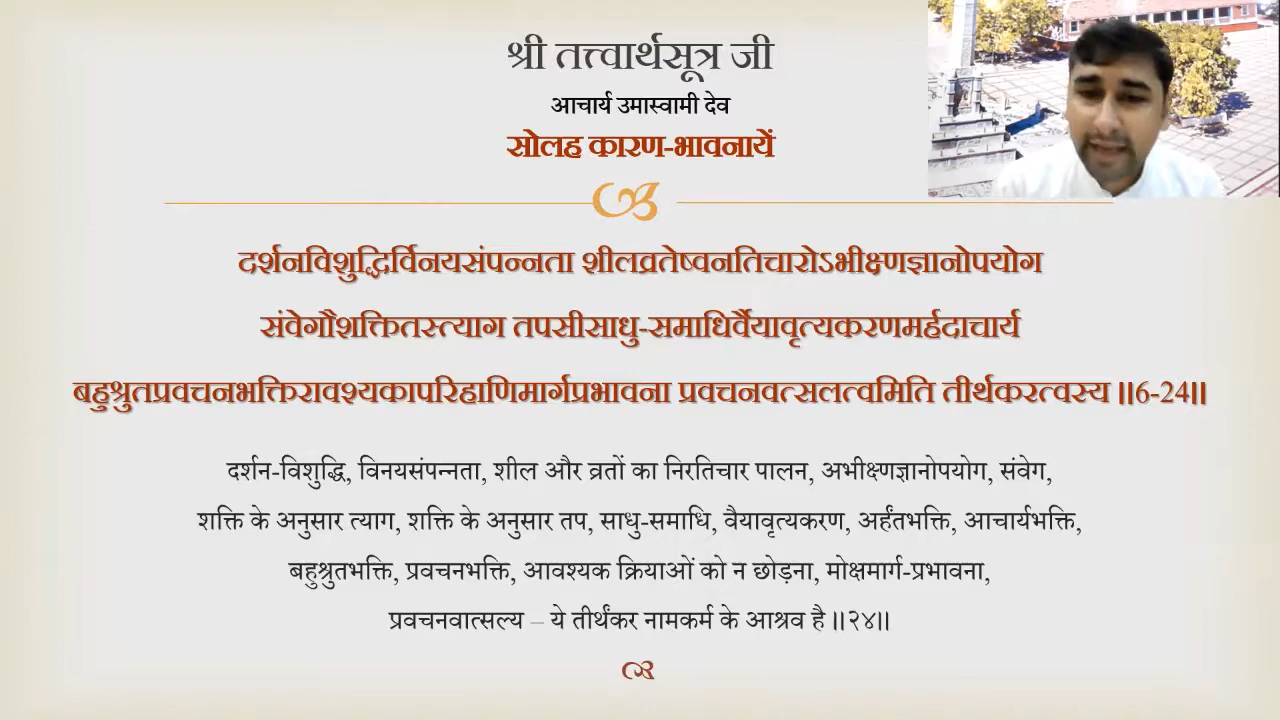 श्री तत्त्वार्थसूत्र जी
आचार्य उमास्वामी देव
सोलह कारण-भावनायें
दर्शनविशुद्धिर्विनयसंपन्नता शीलव्रतेष्वनतिचारोऽभीक्ष्णज्ञानोपयोग
संवेगौशक्तितस्त्याग तपसीसाधु-समाधिर्वैयावृत्यकरणमर्हदाचार्य
बहुश्रुतप्रवचनभक्तिरावश्यकापरिहाणिमार्गप्रभावना प्रवचनवत्सलत्वमिति तीर्थकरत्वस्य ॥6-24॥
दर्शन-विशुद्धि, विनयसंपन्नता, शील और व्रतों का निरतिचार पालन, अभीक्ष्णज्ञानोपयोग, संवेग,
शक्ति के अनुसार त्याग, शक्ति के अनुसार तप, साधु-समाधि, वैयावृत्यकरण, अर्हंतभक्ति, आचार्यभक्ति,
बहुश्रुतभक्ति, प्रवचनभक्ति, आवश्यक क्रियाओं को न छोड़ना, मोक्षमार्ग-प्रभावना,
प्रवचनवात्सल्य – ये तीर्थंकर नामकर्म के आश्रव है ॥२४॥